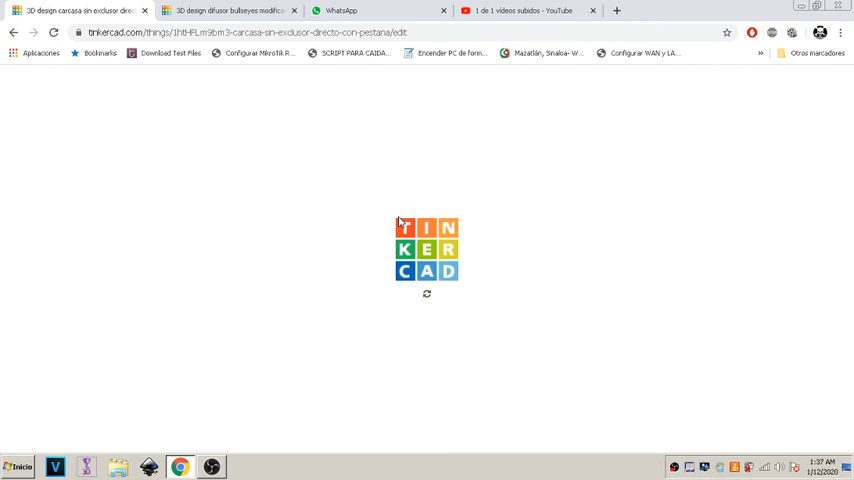 3D design carcasa sin exclusor direc
3D design difusor bullseyes modifica
WhatsApp
1 de 1 vídeos subidos - YouTube
tinkercad.com/things/1htHFLm9bm3-carcasa-sin-exclusor-directo-con-pestana/edit
Aplicaciones
Bookmarks
Download Test Files
Configurar MikroTik R...
SCRIPT PARA CAIDA...
Encender PC de form...
Mazatlán, Sinaloa- W...
Configurar WAN y LA...
»
Otros marcadores
TIN
KER
CAD
Inicio
1:37 AM
1/12/2020